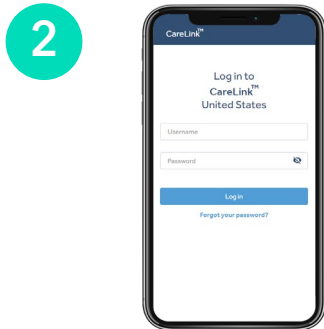 2
CareLink™
Log in to
CareLink™
United States
Username
Password
Log in
Forgot your password?